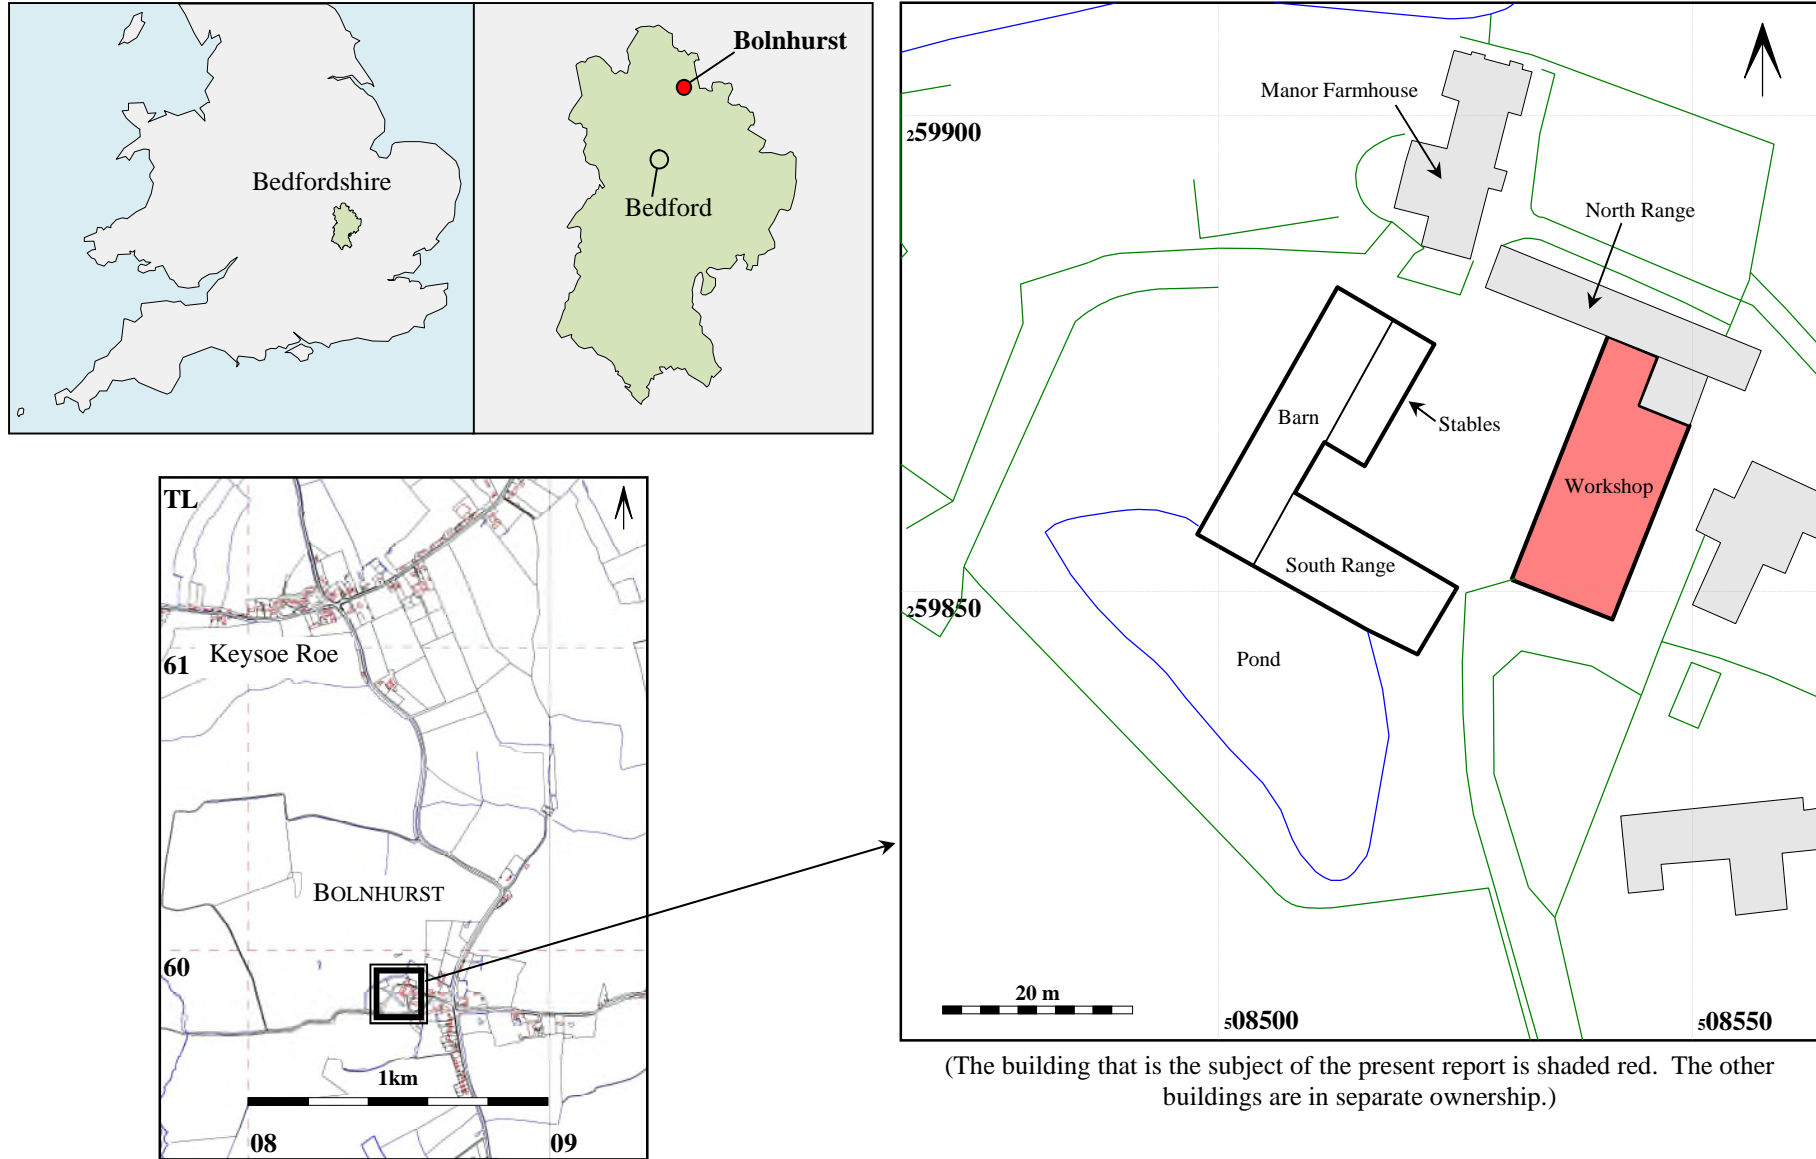 Bolnhurst
Bedfordshire
Bedford
TL
61
Keysoe Roe
BOLNHURST
60
1km
08
09
Manor Farmhouse
259900
North Range
Barn
Stables
Workshop
South Range
259850
Pond
20 m
508500
508550
(The building that is the subject of the present report is shaded red. The other
buildings are in separate ownership.)